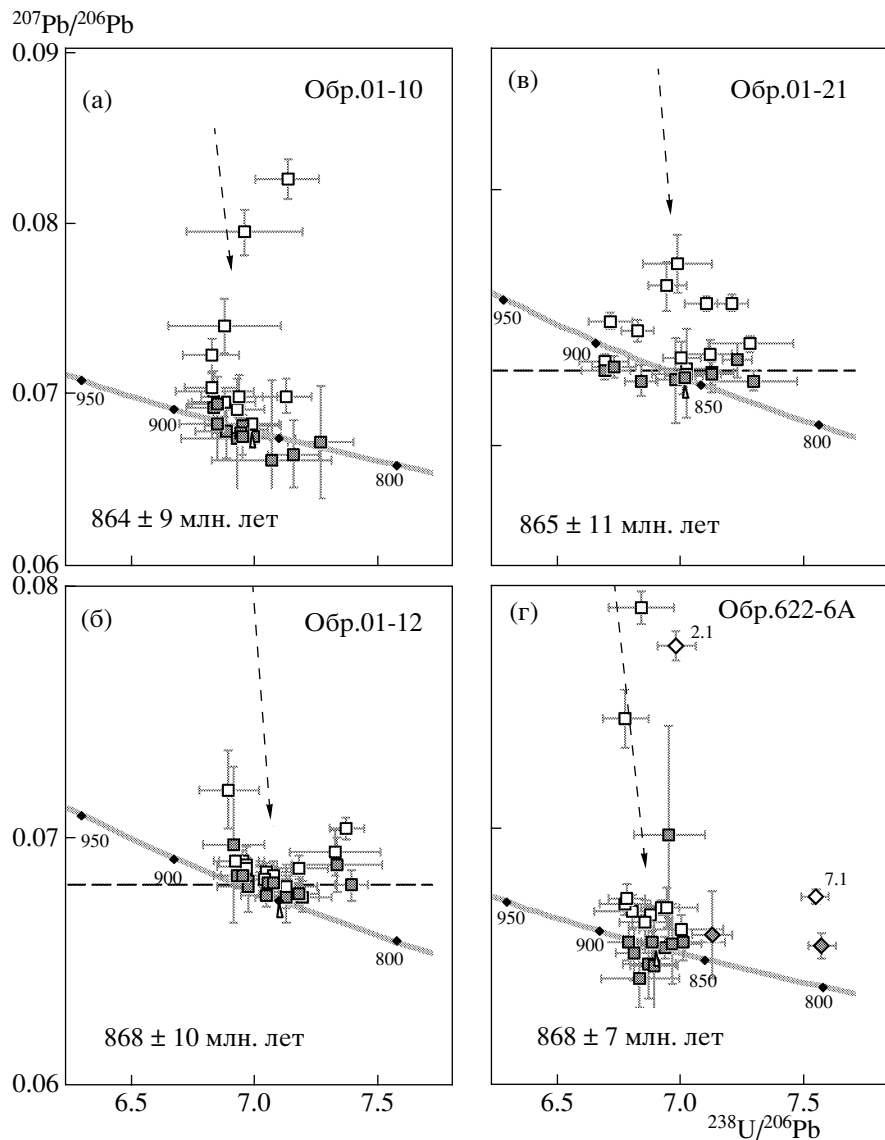 ²⁰⁷Pb/²⁰⁶Pb
0.09
(а)
Обр.01-10
0.08
0.07
950
900
800
864 ± 9 млн. лет
0.06
(в)
Обр.01-21
950
900
850
800
865 ± 11 млн. лет
0.08
(б)
Обр.01-12
0.07
950
900
800
868 ± 10 млн. лет
0.06
6.5
7.0
7.5
(г)
Обр.622-6А
2.1
7.1
950
900
850
800
868 ± 7 млн. лет
6.5
7.0
7.5
²³⁸U/²⁰⁶Pb